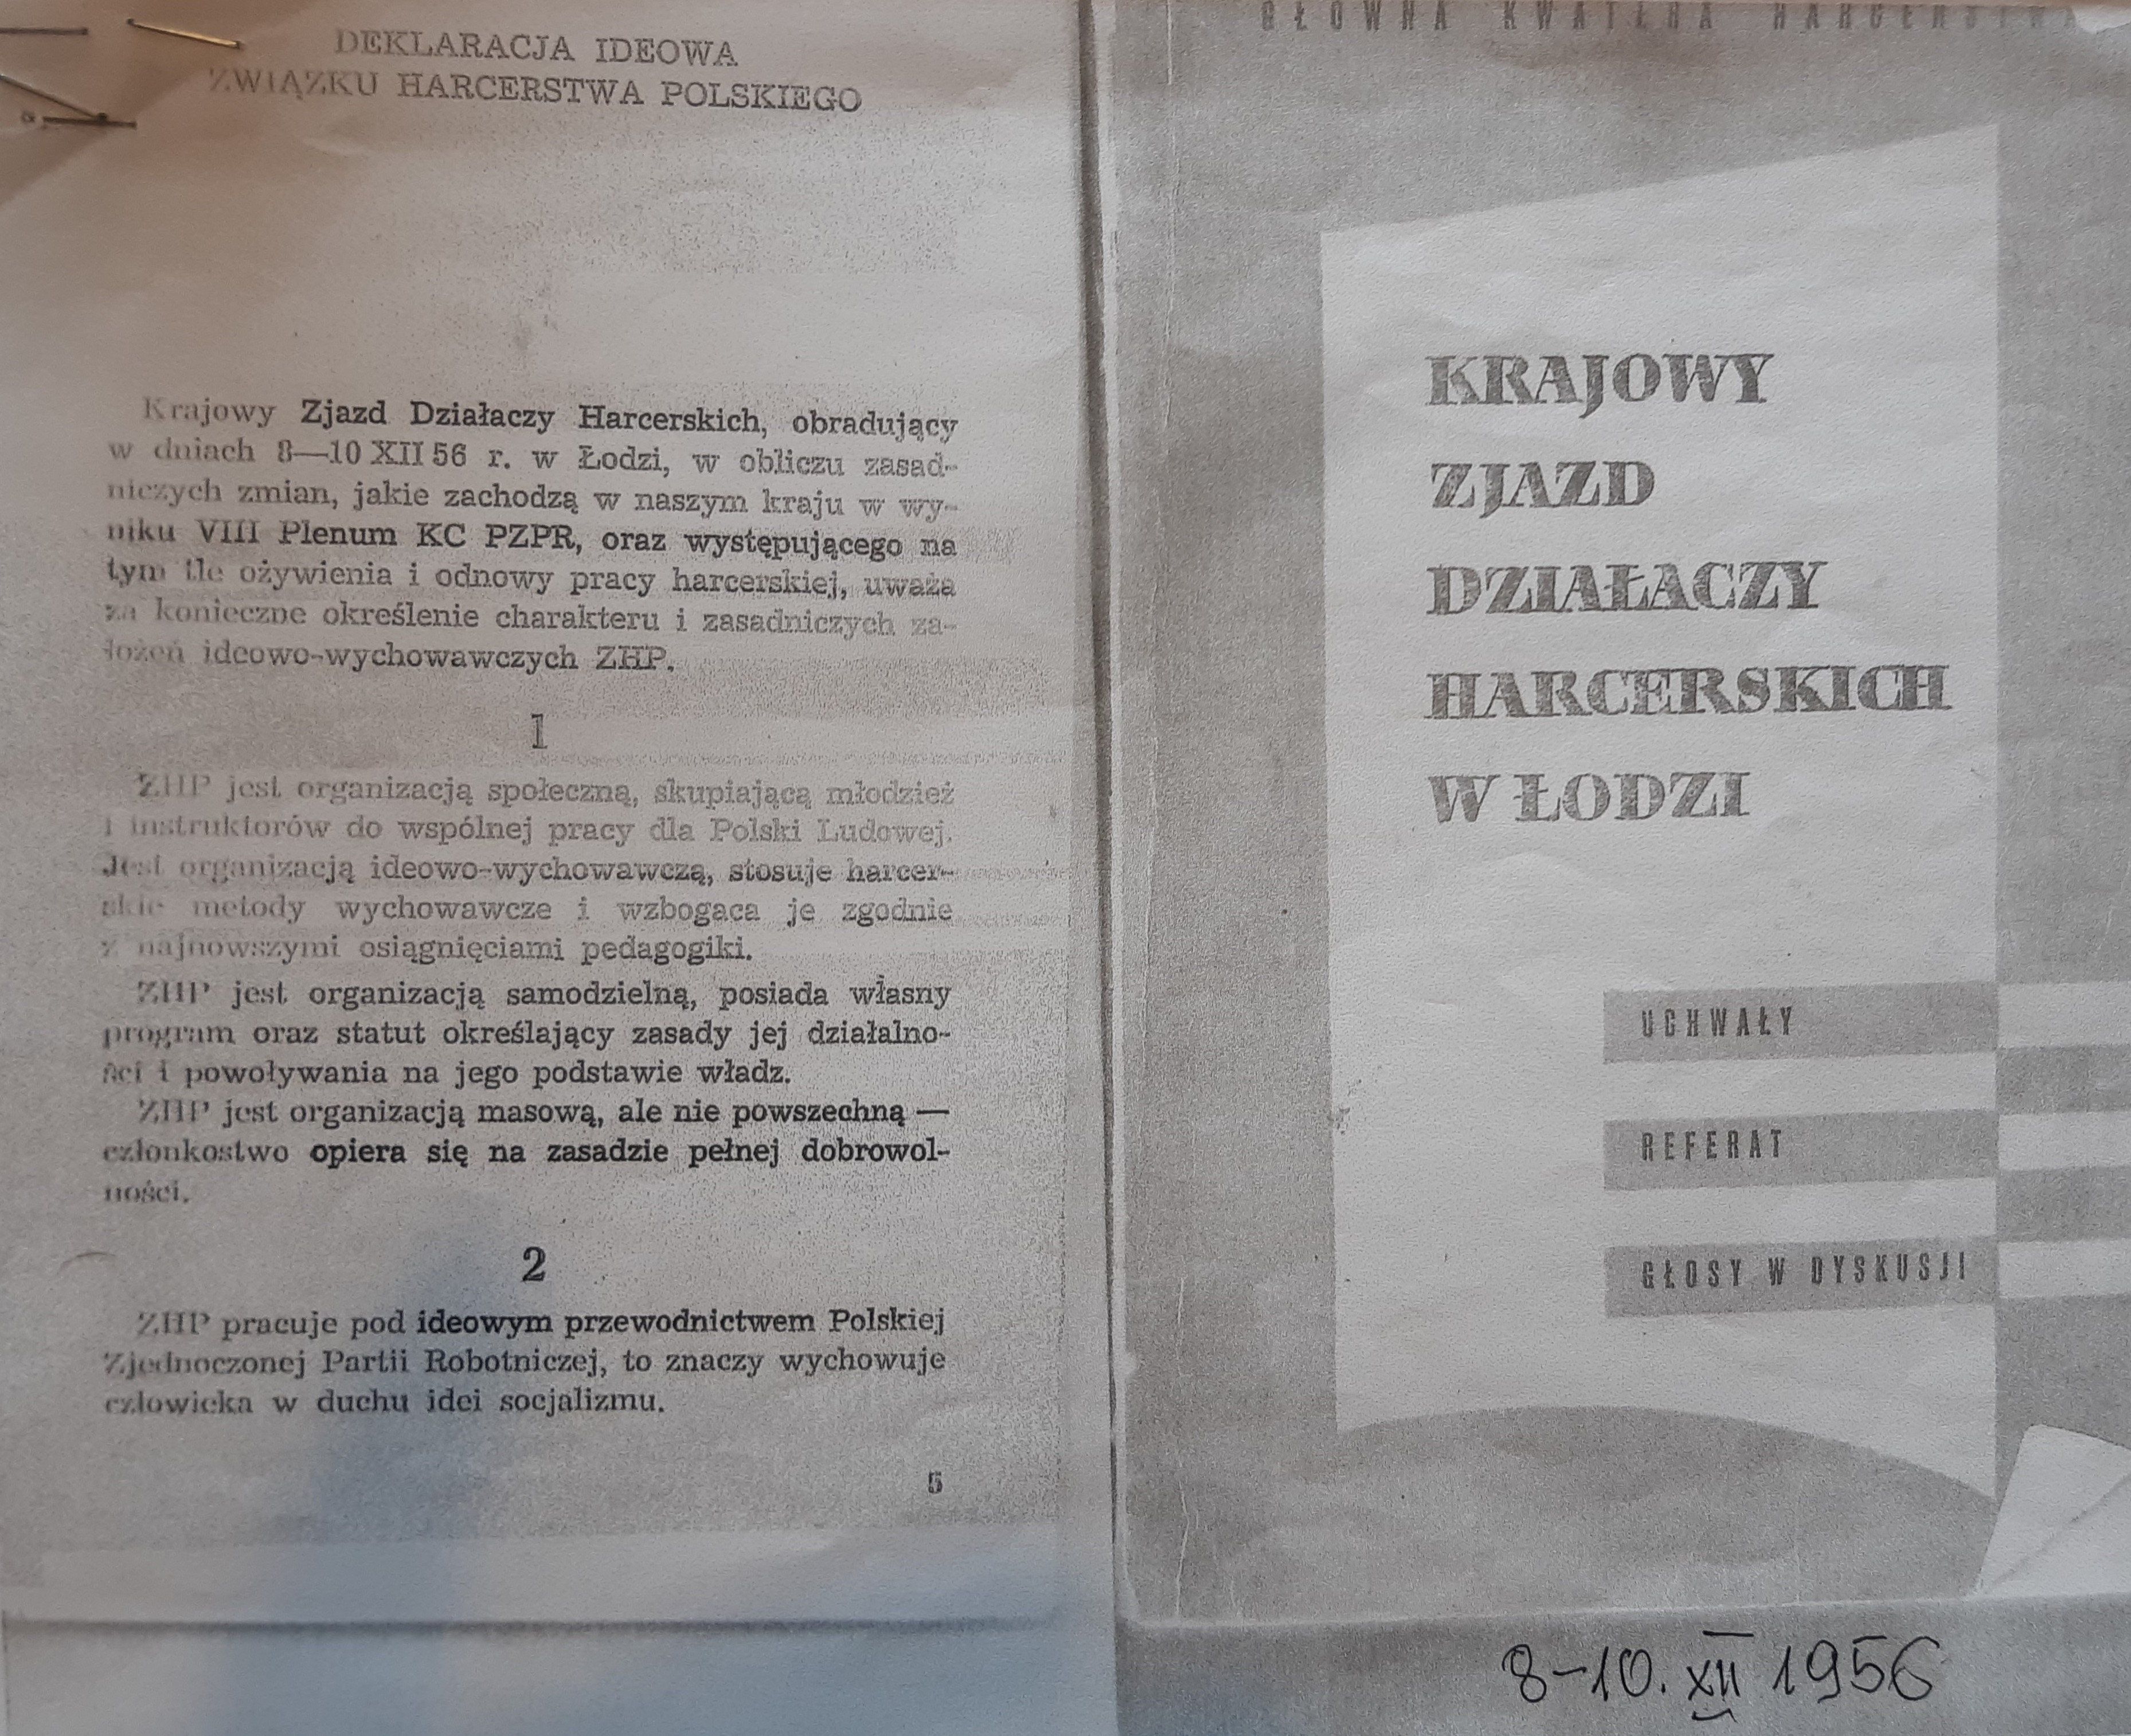 DEKLARACJA IDEOWA
ZWIĄZKU HARCERSTWA POLSKIEGO
Krajowy Zjazd Działaczy Harcerskich, obradujący
w dniach 8—10 XII 56 r. w Łodzi, w obliczu zasad-
niczych zmian, jakie zachodzą w naszym kraju w wy-
niku VIII Plenum KC PZPR, oraz występującego na
tym tle ożywienia i odnowy pracy harcerskiej, uważa
za konieczne określenie charakteru i zasadniczych za-
łożeń ideowo-wychowawczych ZHP.
1
ZHP jest organizacją społeczną, skupiającą młodzież
i instruktorów do wspólnej pracy dla Polski Ludowej.
Jest organizacją ideowo-wychowawczą, stosuje harcer-
skie metody wychowawcze i wzbogaca je zgodnie
z najnowszymi osiągnięciami pedagogiki.
ZHP jest organizacją samodzielną, posiada własny
program oraz statut określający zasady jej działalno-
ści i powoływania na jego podstawie władz.
ZHP jest organizacją masową, ale nie powszechną —
członkostwo opiera się na zasadzie pełnej dobrowol-
ności.
2
ZHP pracuje pod ideowym przewodnictwem Polskiej
Zjednoczonej Partii Robotniczej, to znaczy wychowuje
człowieka w duchu idei socjalizmu.
5
GŁÓWNA KWATERA HARCERSTWA
KRAJOWY
ZJAZD
DZIAŁACZY
HARCERSKICH
W ŁODZI
UCHWAŁY
REFERAT
GŁOSY W DYSKUSJI
8-10. XII 1956